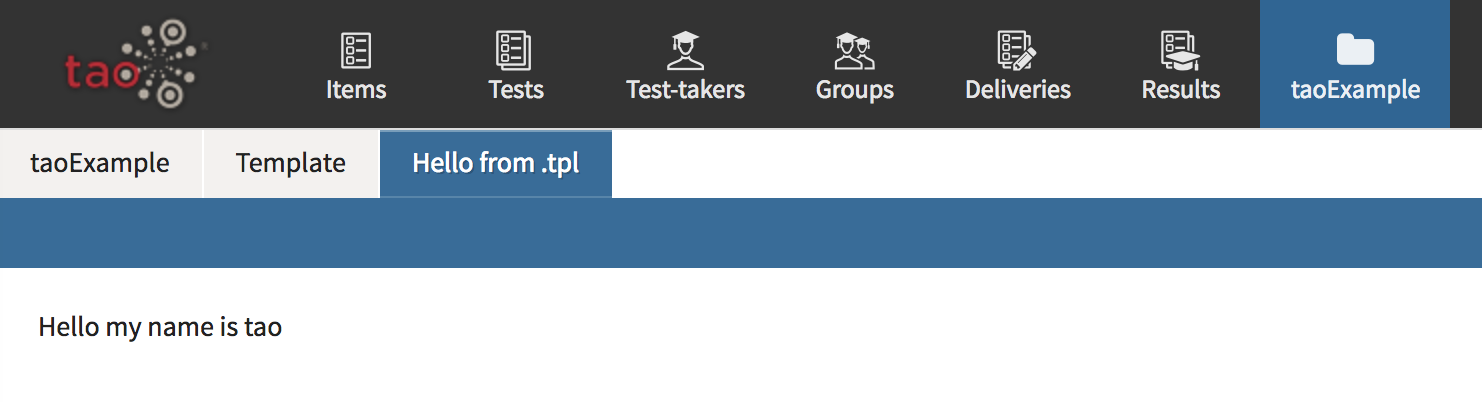 tao
Items
Tests
Test-takers
Groups
Deliveries
Results
taoExample
taoExample
Template
Hello from .tpl
Hello my name is tao